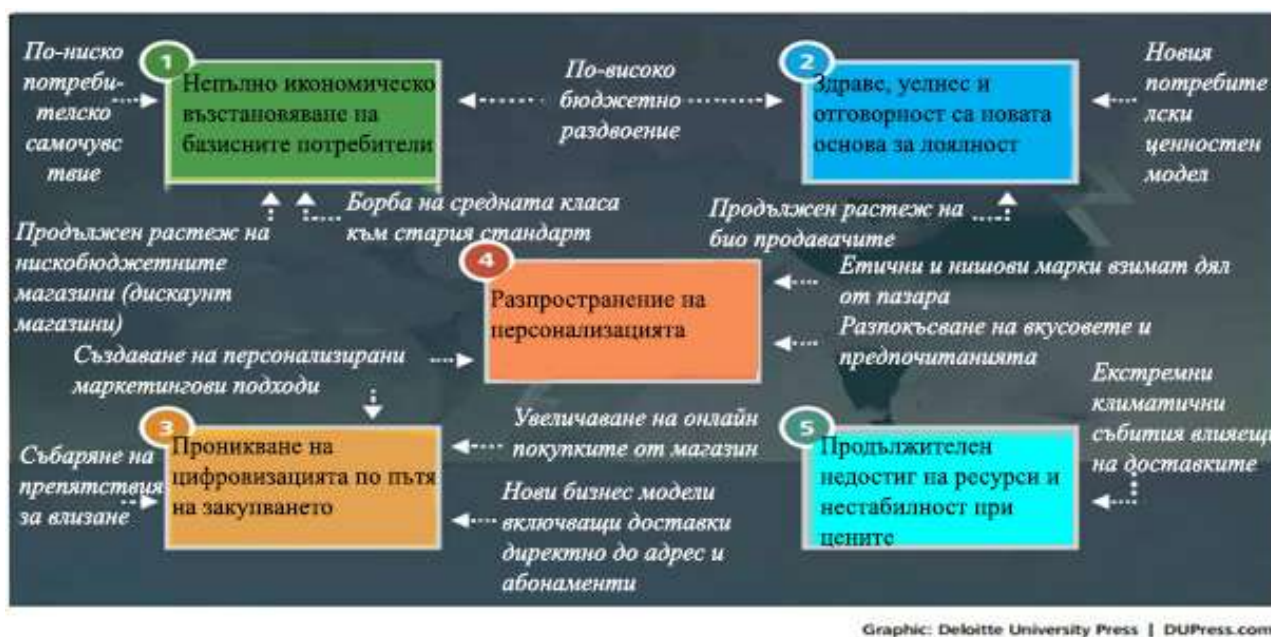 По-ниско
потреби-
телско
самочувс
твие
1
Непълно икономическо
възстановяване на
базисните потребители
По-високо
бюджетно
раздвоение
2
Здраве, уелнес и
отговорност са новата
основа за лоялност
Новия
потребите
лски
ценностен
модел
Продължен растеж на
нискобюджетните
магазини (дискаунт
магазини)
Борба на средната класа
към стария стандарт
Продължен растеж на
био продавачите
4
Разпространение на
персонализацията
Етични и нишови марки взимат дял
от пазара
Разпокъсване на вкусовете и
предпочитанията
Създаване на персонализирани
маркетингови подходи
3
Проникване на
цифровизацията по пътя
на закупването
Събаряне на
препятствия
за влизане
Увеличаване на онлайн
покупките от магазин
Нови бизнес модели
включващи доставки
директно до адрес и
абонаменти
5
Продължителен
недостиг на ресурси и
нестабилност при
цените
Екстремни
климатични
събития влияещи
на доставките
Graphic: Deloitte University Press | DUPress.com